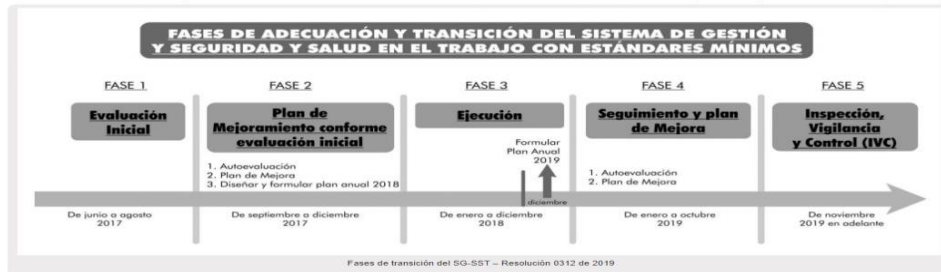 FASES DE ADECUACIÓN Y TRANSICIÓN DEL SISTEMA DE GESTIÓN
Y SEGURIDAD Y SALUD EN EL TRABAJO CON ESTÁNDARES MÍNIMOS
FASE 1
Evaluación
Inicial
De junio a agosto
2017
FASE 2
Plan de
Mejoramiento conforme
evaluación inicial
1. Autoevaluación
2. Plan de Mejora
3. Diseñar y formular plan anual 2018
De septiembre a diciembre
2017
FASE 3
Ejecución
Formular
Plan Anual
2019
diciembre
De enero a diciembre
2018
FASE 4
Seguimiento y plan
de Mejora
1. Autoevaluación
2. Plan de Mejora
De enero a octubre
2019
FASE 5
Inspección,
Vigilancia
y Control (IVC)
De noviembre
2019 en adelante
Fases de transición del SG-SST – Resolución 0312 de 2019